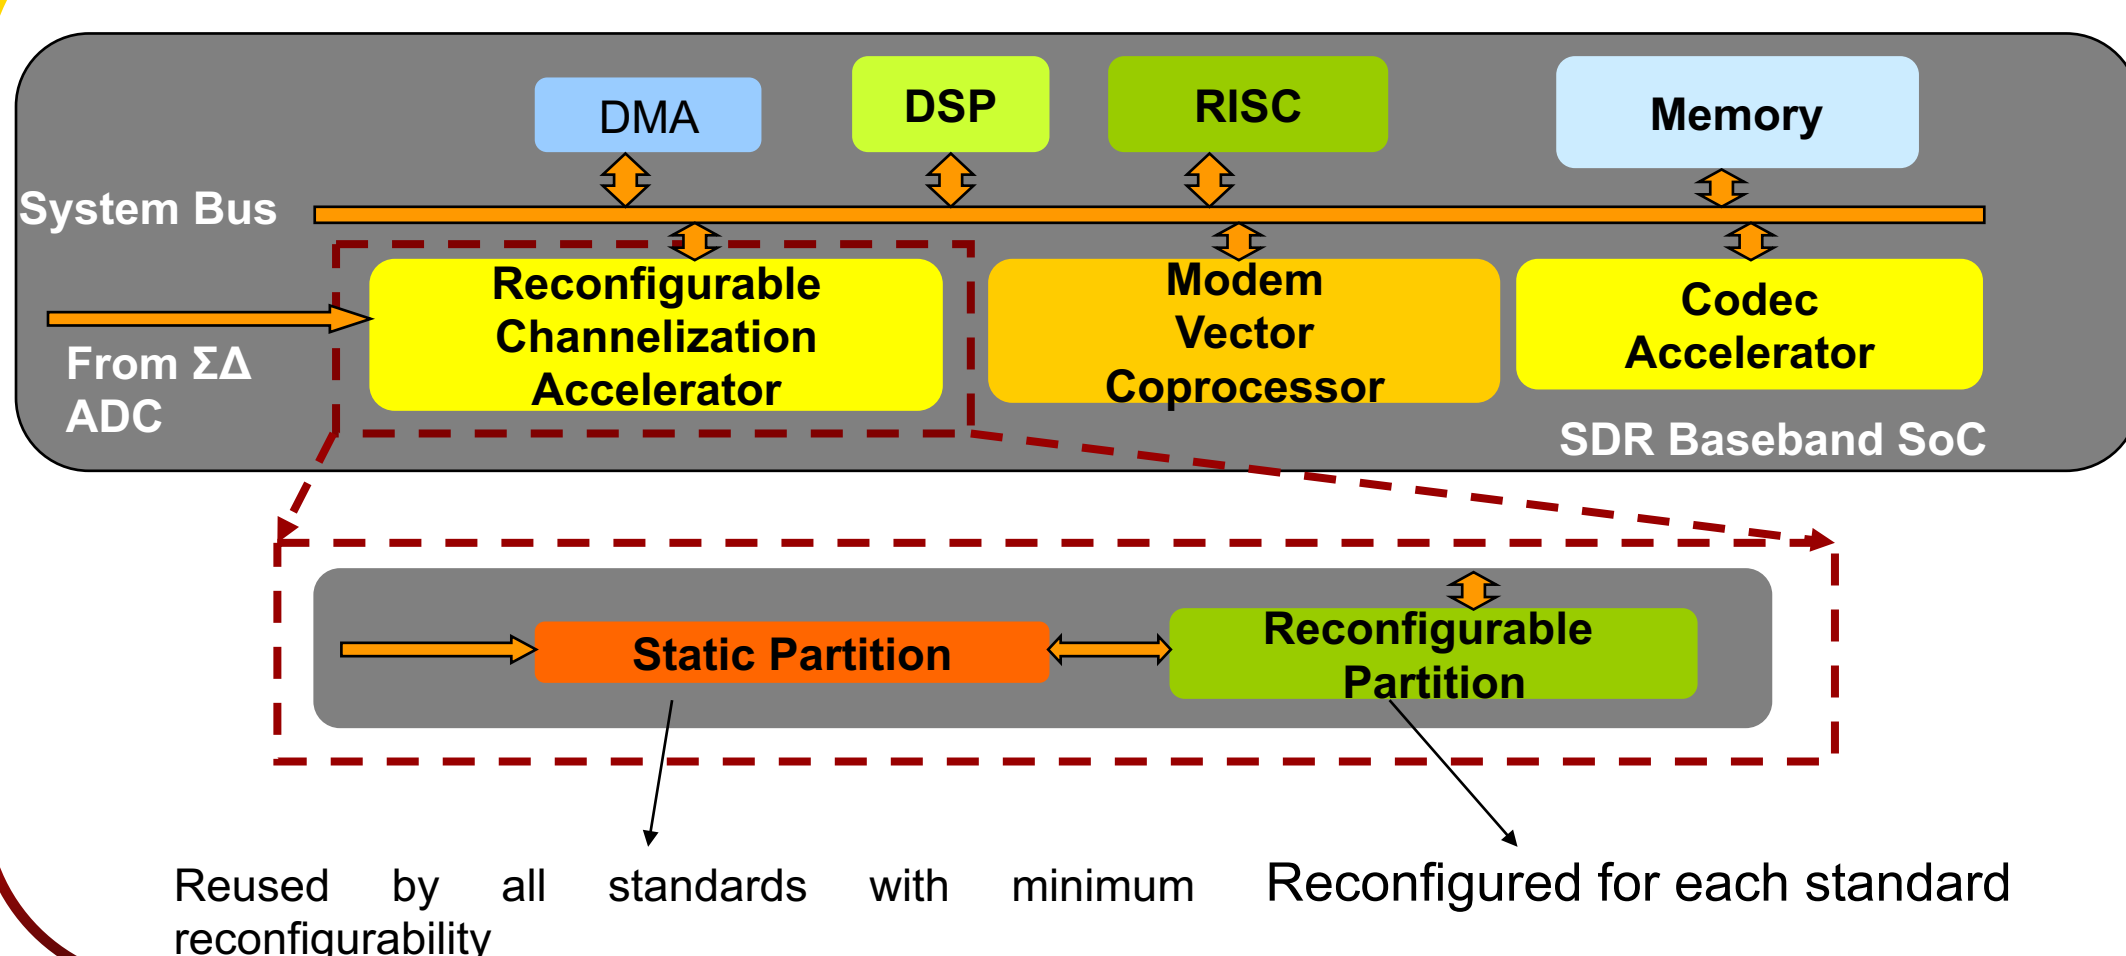 DMA
DSP
RISC
Memory
System Bus
Reconfigurable
Channelization
Accelerator
Modem
Vector
Coprocessor
Codec
Accelerator
From ΣΔ
ADC
SDR Baseband SoC
Static Partition
Reconfigurable
Partition
Reused by all standards with minimum
reconfigurability
Reconfigured for each standard